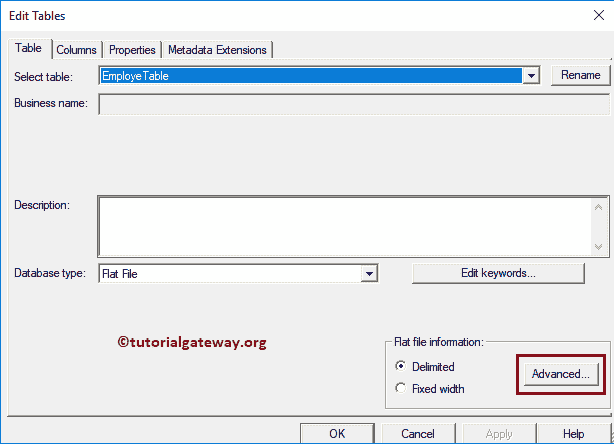 Edit Tables
Table Columns Properties Metadata Extensions
Select table: EmployeTable Rename
Business name:
Description:
Database type: Flat File Edit keywords...
©tutorialgateway.org
Flat file information:
Delimited
Advanced...
Fixed width
OK Cancel Apply Help